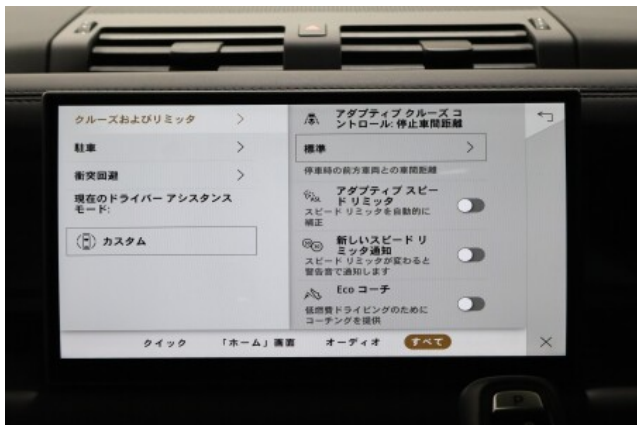 クルーズおよびリミッタ
駐車
衝突回避
現在のドライバー アシスタンス
モード:
カスタム
アダプティブ クルーズ コ
ントロール: 停止車間距離
標準
停車時の前方車両との車間距離
アダプティブ スピー
ド リミッタ
スピード リミッタを自動的に
補正
新しいスピード リ
ミッタ通知
スピード リミッタが変わると
警告音で通知します
Eco コーチ
低燃費ドライビングのために
コーチングを提供
クイック 「ホーム」画面 オーディオ すべて
P